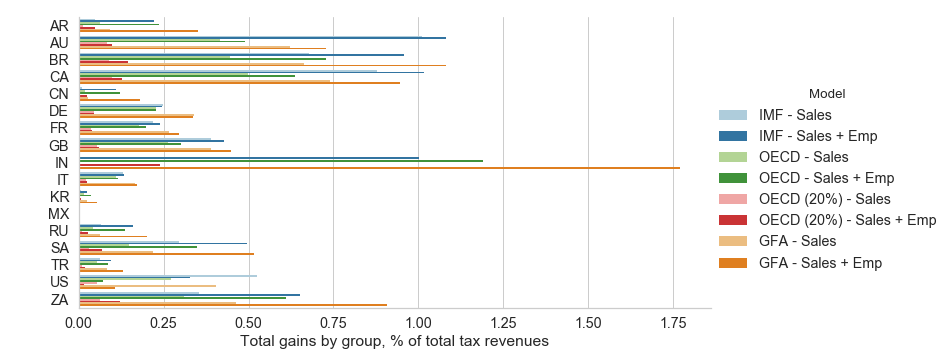 AR
AU
BR
CA
CN
DE
FR
GB
IN
IT
KR
MX
RU
SA
TR
US
ZA
0.00 0.25 0.50 0.75 1.00 1.25 1.50 1.75
Total gains by group, % of total tax revenues
Model
IMF - Sales
IMF - Sales + Emp
OECD - Sales
OECD - Sales + Emp
OECD (20%) - Sales
OECD (20%) - Sales + Emp
GFA - Sales
GFA - Sales + Emp